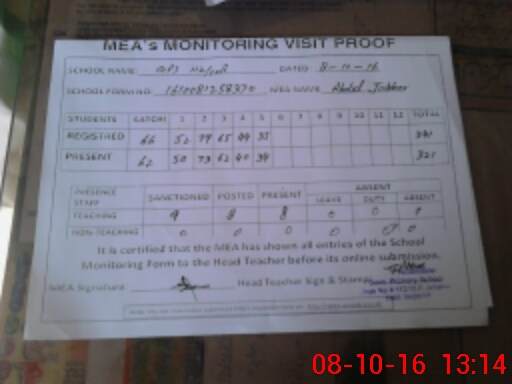 MEA's MONITORING VISIT PROOF
SCHOOL NAME: DATED: 8-10-16
SCHOOL FORM NO: 1610081258370 MEA NAME Abdul Jabbar
STUDENTS KATCHI 1 2 3 4 5 6 7 8 9 10 11 12 TOTAL
REGISTRED 66 52 79 65 44 35 341
PRESENT 62 50 73 62 40 34 321
PRESENCE STAFF SANCTIONED POSTED PRESENT ABSENT
LEAVE DUTY ABSENT
TEACHING 9 8 8 0 0 0
NON-TEACHING 0 0 0 0 0 0
It is certified that the MEA has shown all entries of the School
Monitoring Form to the Head Teacher before its online submission.
MEA Signature Head Teacher Sign & Stamp
Primary School
08-10-16 13:14